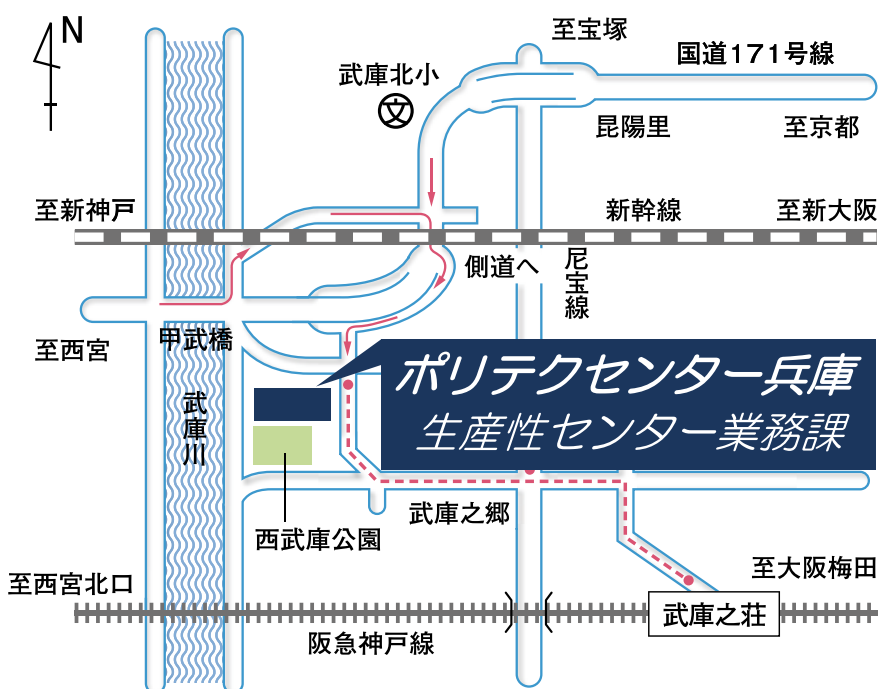 N
至宝塚
国道171号線
武庫北小
文
昆陽里
至京都
至新神戸
新幹線
至新大阪
側道へ
尼宝線
甲武橋
至西宮
ポリテクセンター兵庫
生産性センター業務課
武庫川
武庫之郷
西武庫公園
至大阪梅田
至西宮北口
武庫之荘
阪急神戸線